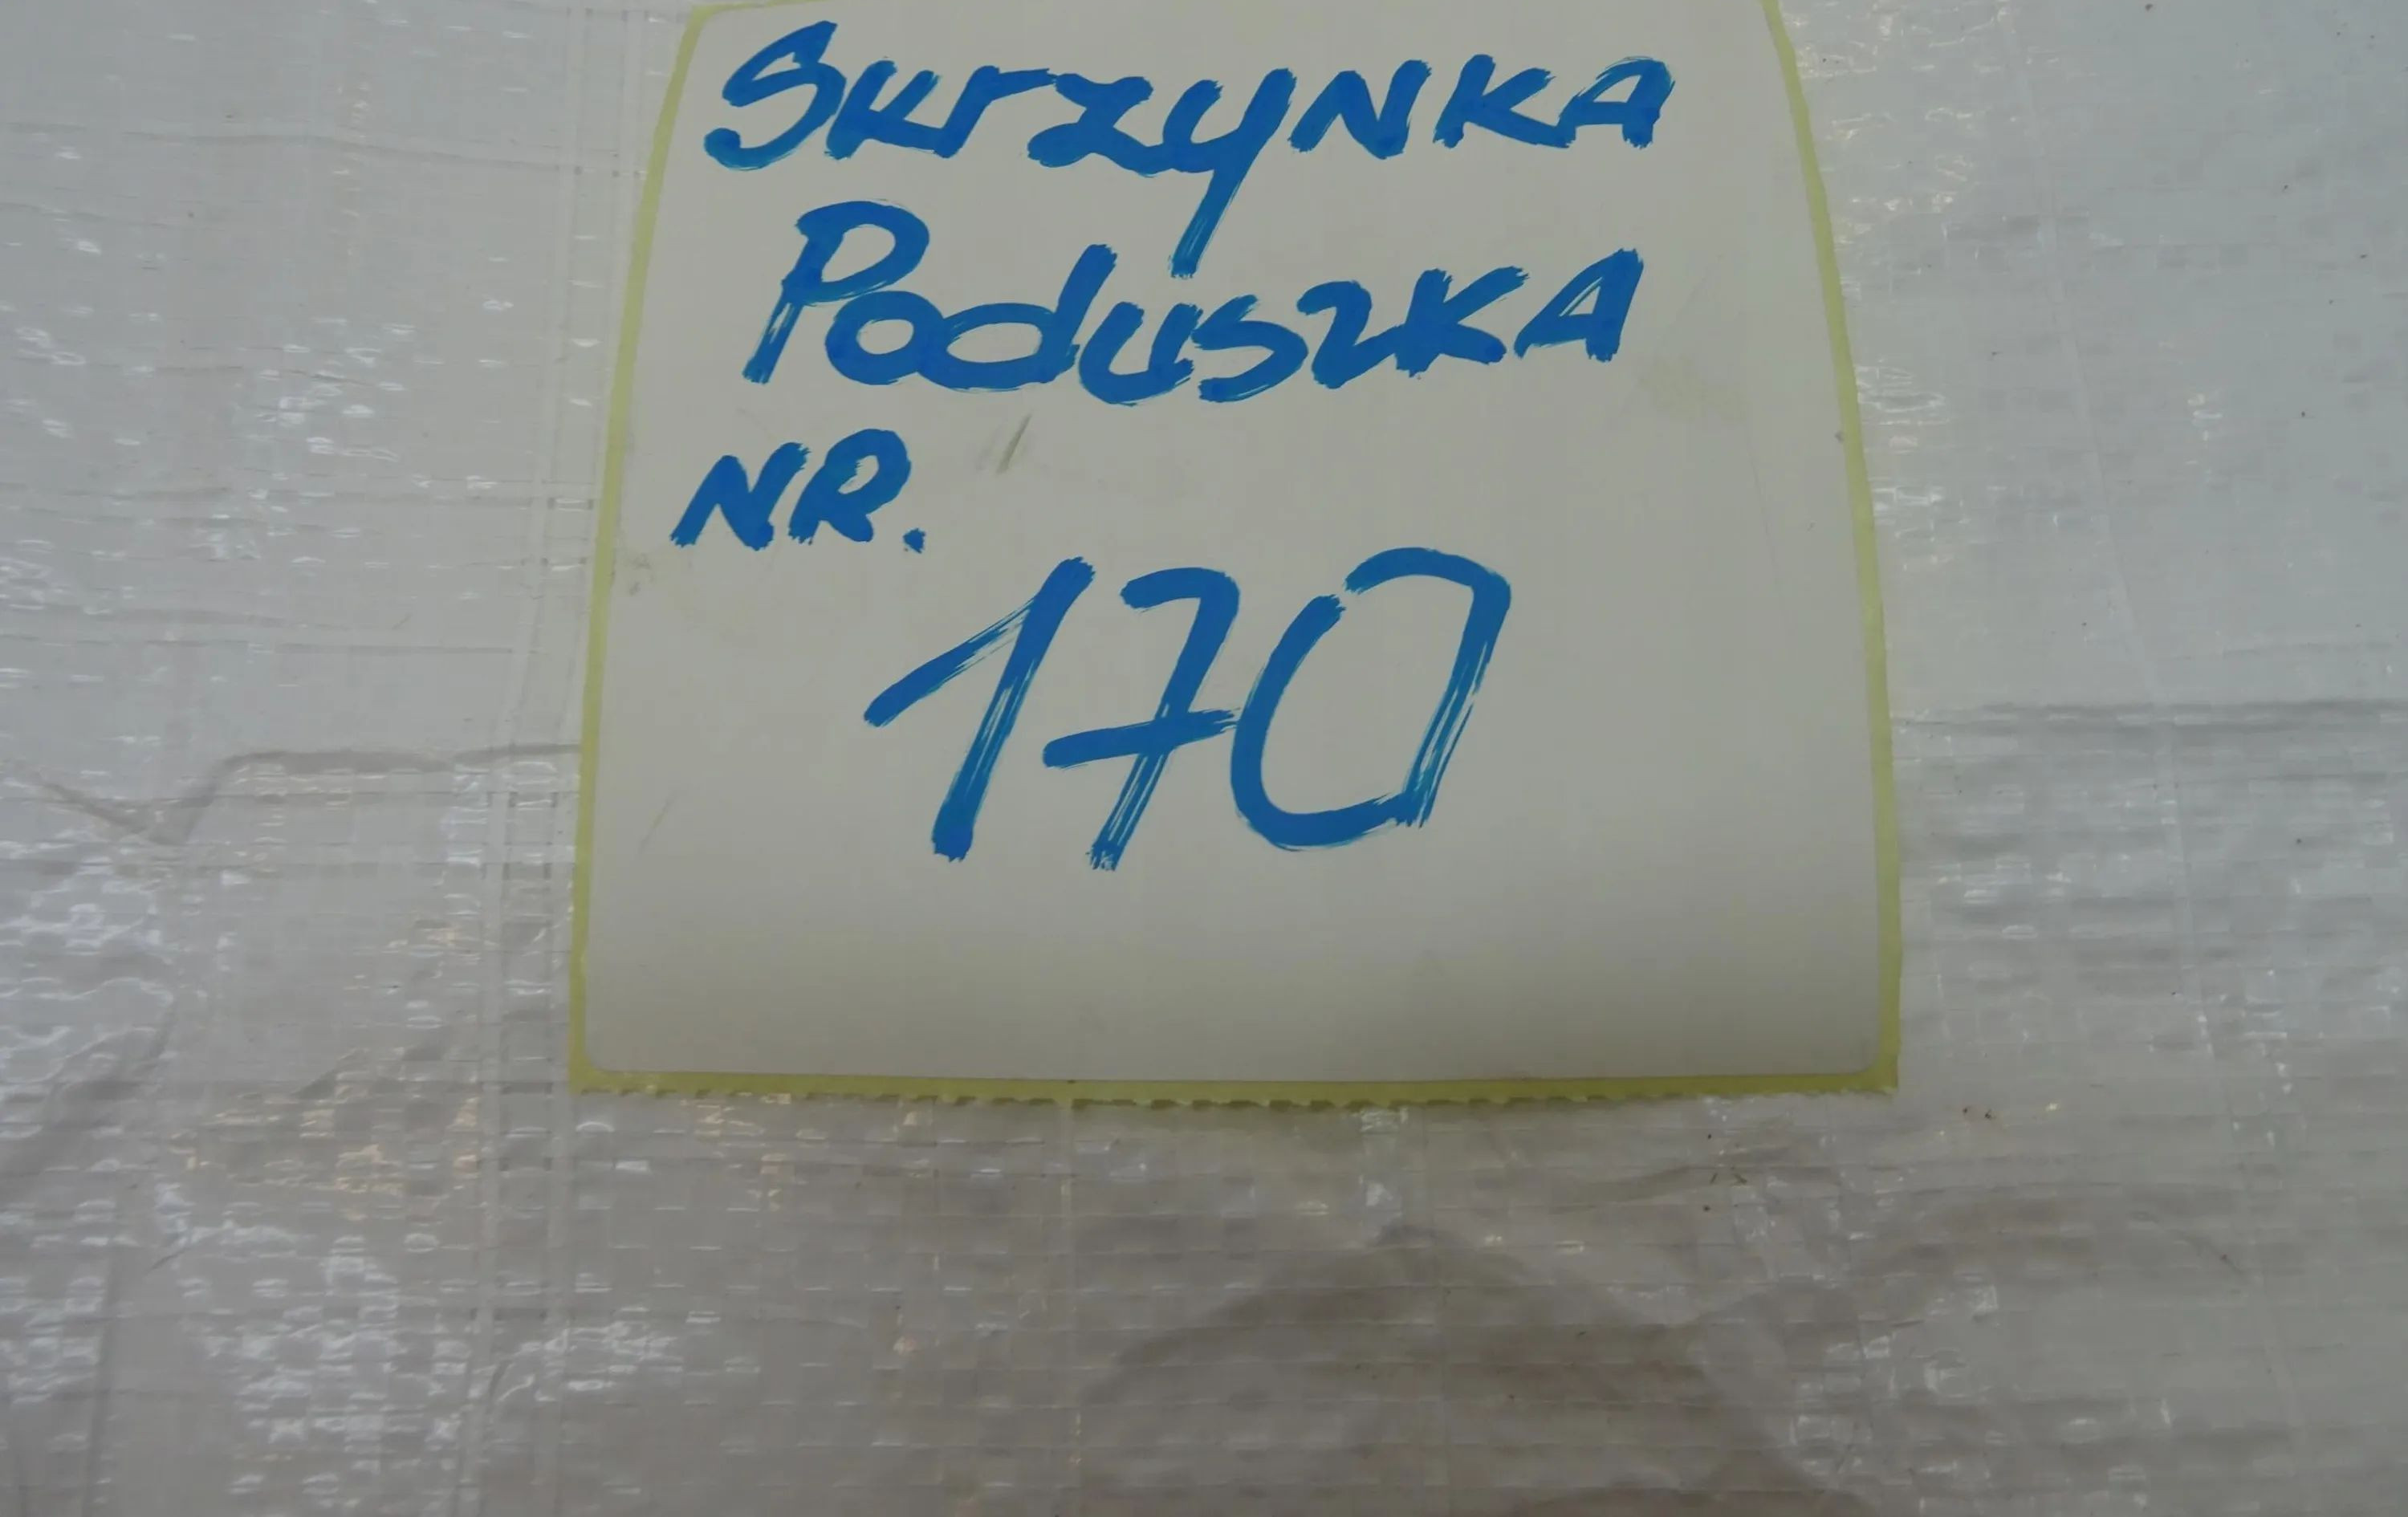 SkrzyNKA
PoduszKA
NR.
170